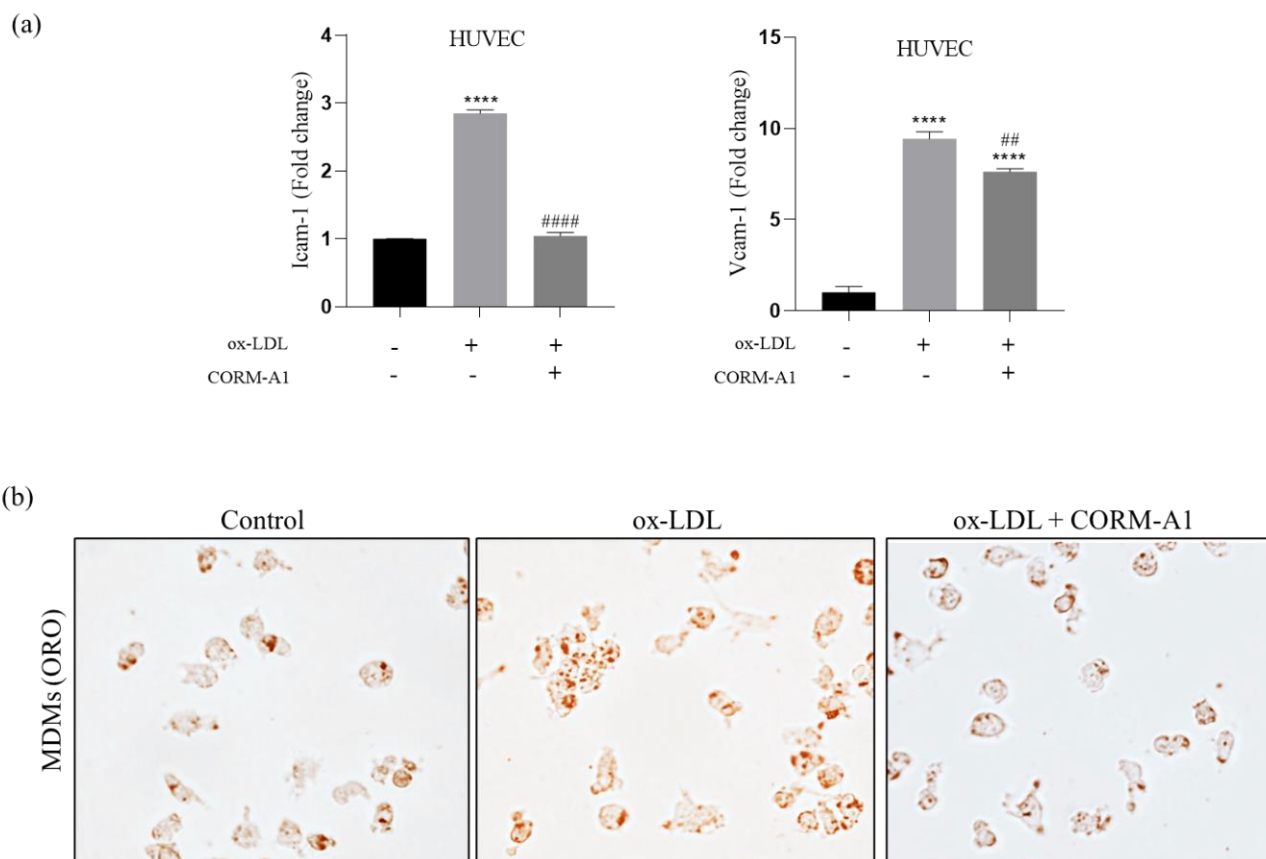 (a)
HUVEC
Icam-1 (Fold change)
4
3
2
1
0
****
####
ox-LDL - + +
CORM-A1 - - +
HUVEC
Vcam-1 (Fold change)
15
10
5
0
****
##
****
ox-LDL - + +
CORM-A1 - - +
(b)
Control ox-LDL ox-LDL + CORM-A1
MDMs (ORO)